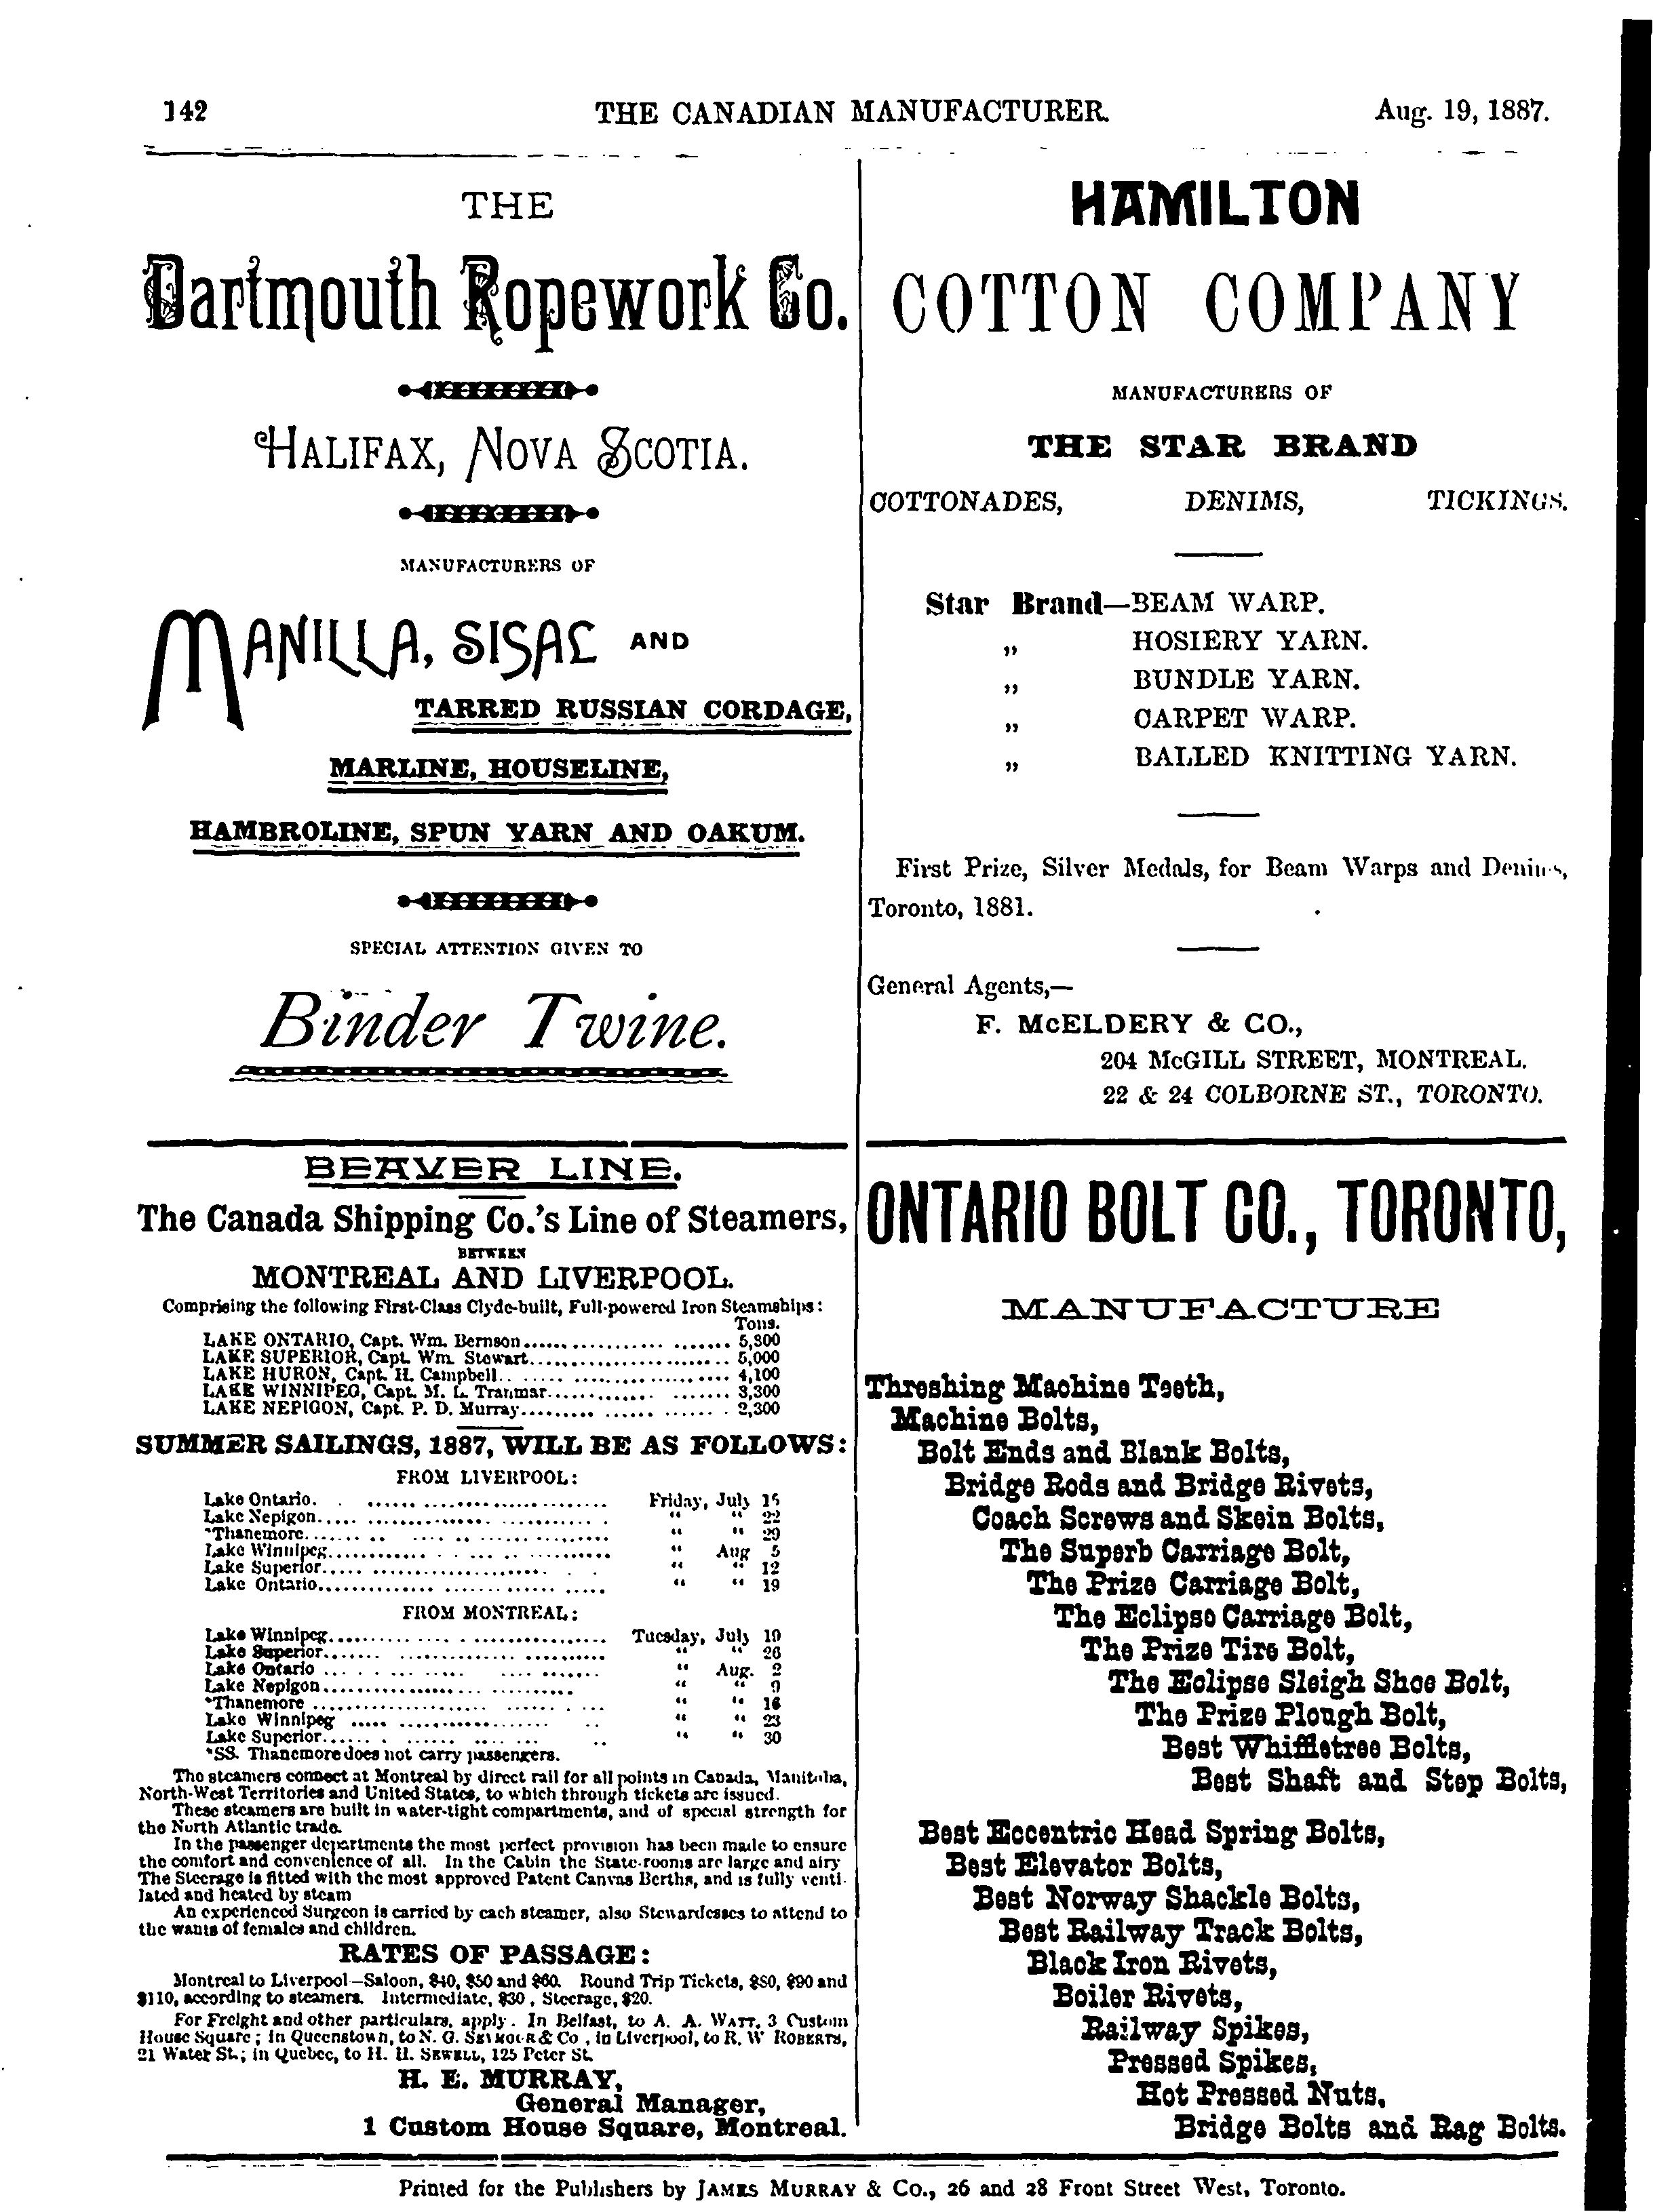 142 THE CANADIAN MANUFACTURER. Aug. 19, 1887.
THE
Dartmouth Ropework Co.
HALIFAX, NOVA SCOTIA.
MANUFACTURERS OF
MANILLA, SISAL AND
TARRED RUSSIAN CORDAGE,
MARLINE, HOUSELINE,
HAMBROLINE, SPUN YARN AND OAKUM.
SPECIAL ATTENTION GIVEN TO
Binder Twine.
BEAVER LINE.
The Canada Shipping Co.'s Line of Steamers,
BETWEEN
MONTREAL AND LIVERPOOL.
Comprising the following First-Class Clyde-built, Full-powered Iron Steamships:
Tons.
LAKE ONTARIO, Capt. Wm. Bernson 5,300
LAKE SUPERIOR, Capt. Wm. Stewart 5,000
LAKE HURON, Capt. H. Campbell 4,100
LAKE WINNIPEG, Capt. M. L. Tranmar 3,300
LAKE NEPIGON, Capt. P. D. Murray 2,300
SUMMER SAILINGS, 1887, WILL BE AS FOLLOWS:
FROM LIVERPOOL:
Lake Ontario. Friday, July 15
Lake Nepigon " " 22
*Thanemore " " 29
Lake Winnipeg " Aug 5
Lake Superior " " 12
Lake Ontario " " 19
FROM MONTREAL:
Lake Winnipeg Tuesday, July 19
Lake Superior " " 26
Lake Ontario " Aug. 2
Lake Nepigon " " 9
*Thanemore " " 16
Lake Winnipeg " " 23
Lake Superior " " 30
*SS. Thanemore does not carry passengers.
The steamers connect at Montreal by direct rail for all points in Canada, Manitoba,
North-West Territories and United States, to which through tickets are issued.
These steamers are built in water-tight compartments, and of special strength for
the North Atlantic trade.
In the passenger departments the most perfect provision has been made to ensure
the comfort and convenience of all. In the Cabin the State-rooms are large and airy
The Steerage is fitted with the most approved Patent Canvas Berths, and is fully venti-
lated and heated by steam
An experienced Surgeon is carried by each steamer, also Stewardesses to attend to
the wants of females and children.
RATES OF PASSAGE:
Montreal to Liverpool—Saloon, $40, $50 and $60. Round Trip Tickets, $80, $90 and
$110, according to steamers. Intermediate, $30, Steerage, $20.
For Freight and other particulars, apply. In Belfast, to A. A. WATT, 3 Custom
House Square; in Queenstown, to N. G. SEYMOUR & Co, in Liverpool, to R. W ROBERTS,
21 Water St.; in Quebec, to H. H. SEWELL, 125 Peter St.
H. E. MURRAY,
General Manager,
1 Custom House Square, Montreal.
HAMILTON
COTTON COMPANY
MANUFACTURERS OF
THE STAR BRAND
COTTONADES, DENIMS, TICKINGS.
Star Brand—BEAM WARP.
„ HOSIERY YARN.
„ BUNDLE YARN.
„ CARPET WARP.
„ BALLED KNITTING YARN.
First Prize, Silver Medals, for Beam Warps and Denims,
Toronto, 1881.
General Agents,—
F. McELDERY & CO.,
204 McGILL STREET, MONTREAL.
22 & 24 COLBORNE ST., TORONTO.
ONTARIO BOLT CO., TORONTO,
MANUFACTURE
Threshing Machine Teeth,
Machine Bolts,
Bolt Ends and Blank Bolts,
Bridge Rods and Bridge Rivets,
Coach Screws and Skein Bolts,
The Superb Carriage Bolt,
The Prize Carriage Bolt,
The Eclipse Carriage Bolt,
The Prize Tire Bolt,
The Eclipse Sleigh Shoe Bolt,
The Prize Plough Bolt,
Best Whiffletree Bolts,
Best Shaft and Step Bolts,
Best Eccentric Head Spring Bolts,
Best Elevator Bolts,
Best Norway Shackle Bolts,
Best Railway Track Bolts,
Black Iron Rivets,
Boiler Rivets,
Railway Spikes,
Pressed Spikes,
Hot Pressed Nuts,
Bridge Bolts and Rag Bolts.
Printed for the Publishers by JAMES MURRAY & Co., 26 and 28 Front Street West, Toronto.